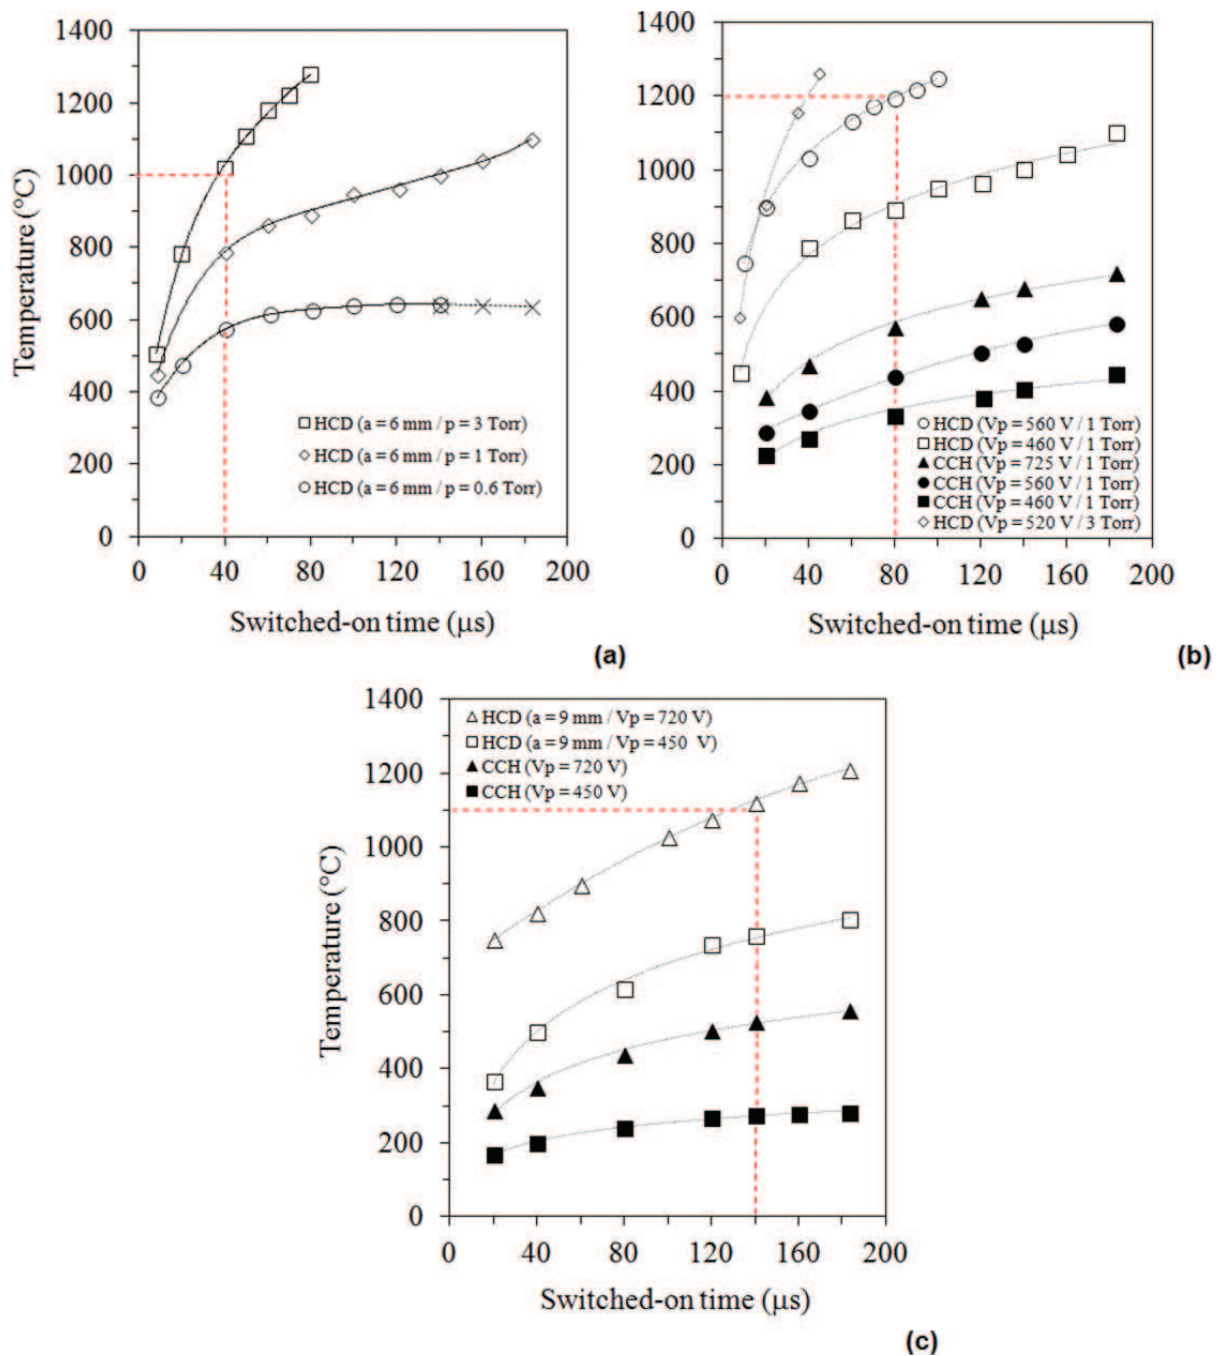 1400
1200
1000
800
600
400
200
0
0 40 80 120 160 200
Temperature (°C)
Switched-on time (μs)
HCD (a = 6 mm / p = 3 Torr)
HCD (a = 6 mm / p = 1 Torr)
HCD (a = 6 mm / p = 0.6 Torr)
(a)
1400
1200
1000
800
600
400
200
0
0 40 80 120 160 200
Temperature (°C)
Switched-on time (μs)
HCD (Vp = 560 V / 1 Torr)
HCD (Vp = 460 V / 1 Torr)
CCH (Vp = 725 V / 1 Torr)
CCH (Vp = 560 V / 1 Torr)
CCH (Vp = 460 V / 1 Torr)
HCD (Vp = 520 V / 3 Torr)
(b)
1400
1200
1000
800
600
400
200
0
0 40 80 120 160 200
Temperature (°C)
Switched-on time (μs)
HCD (a = 9 mm / Vp = 720 V)
HCD (a = 9 mm / Vp = 450 V)
CCH (Vp = 720 V)
CCH (Vp = 450 V)
(c)